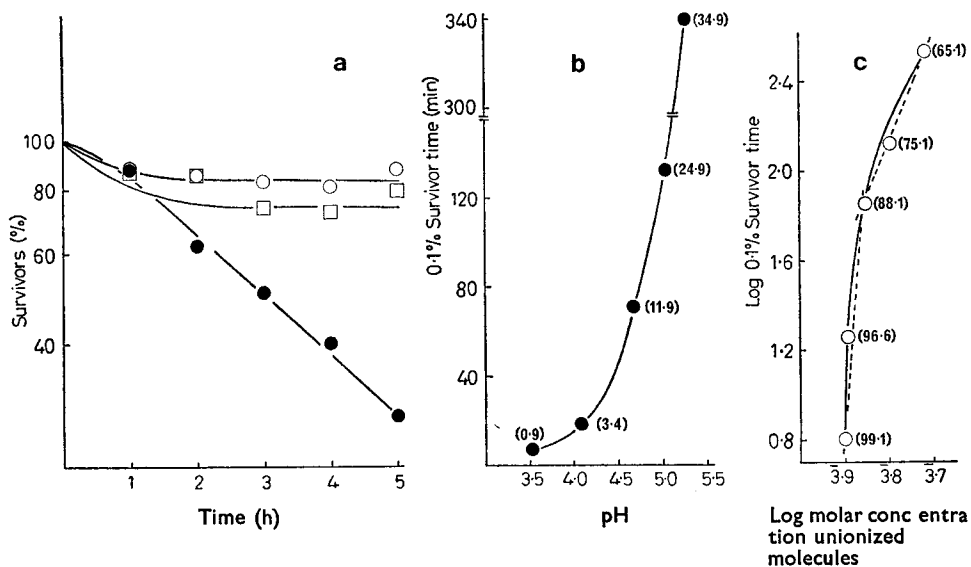 a
100
80
60
40
Survivors (%)
1 2 3 4 5
Time (h)
b
340
300
120
80
40
0·1% Survivor time (min)
(34·9)
(24·9)
(11·9)
(3·4)
(0·9)
3·5 4·0 4·5 5·0 5·5
pH
c
2·4
2·0
1·6
1·2
0·8
Log 0·1% Survivor time
(65·1)
(75·1)
(88·1)
(96·6)
(99·1)
3̄·9 3̄·8 3̄·7
Log molar conc entra
tion unionized
molecules